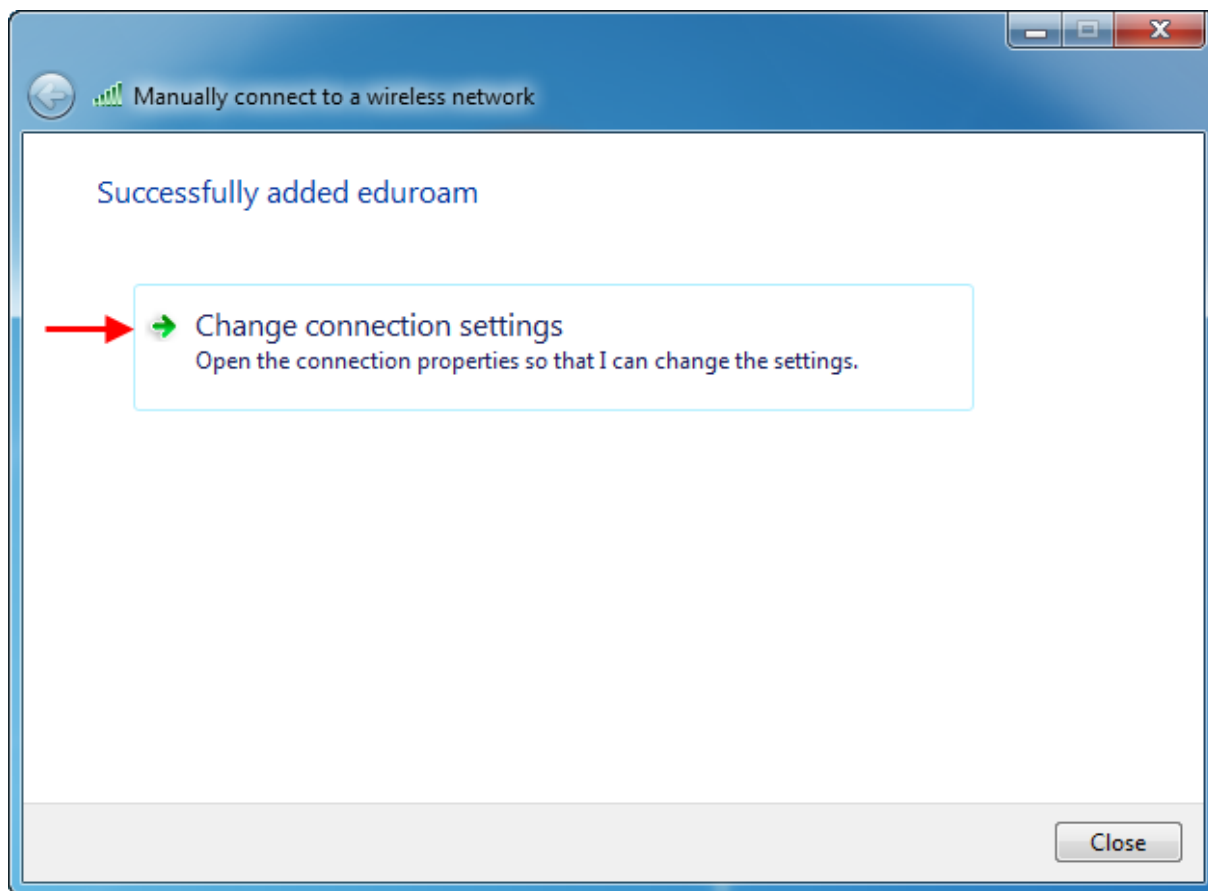 Manually connect to a wireless network
Successfully added eduroam
Change connection settings
Open the connection properties so that I can change the settings.
Close